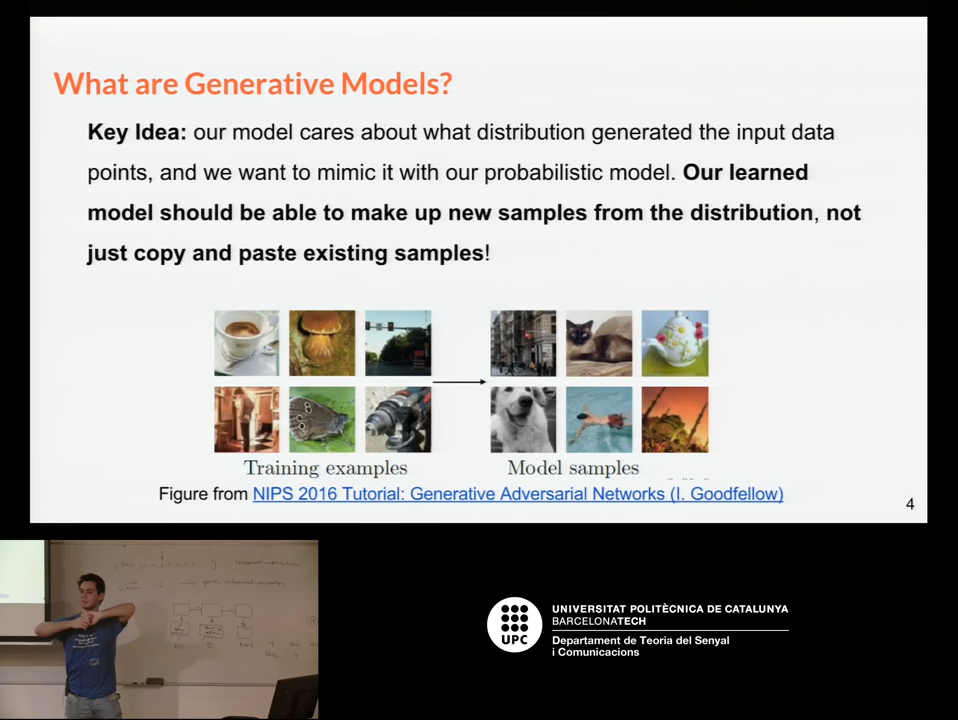 What are Generative Models?
Key Idea: our model cares about what distribution generated the input data
points, and we want to mimic it with our probabilistic model. Our learned
model should be able to make up new samples from the distribution, not
just copy and paste existing samples!
Training examples
Model samples
Figure from NIPS 2016 Tutorial: Generative Adversarial Networks (I. Goodfellow)
4
UPC
UNIVERSITAT POLITÈCNICA DE CATALUNYA
BARCELONATECH
Departament de Teoria del Senyal
i Comunicacions